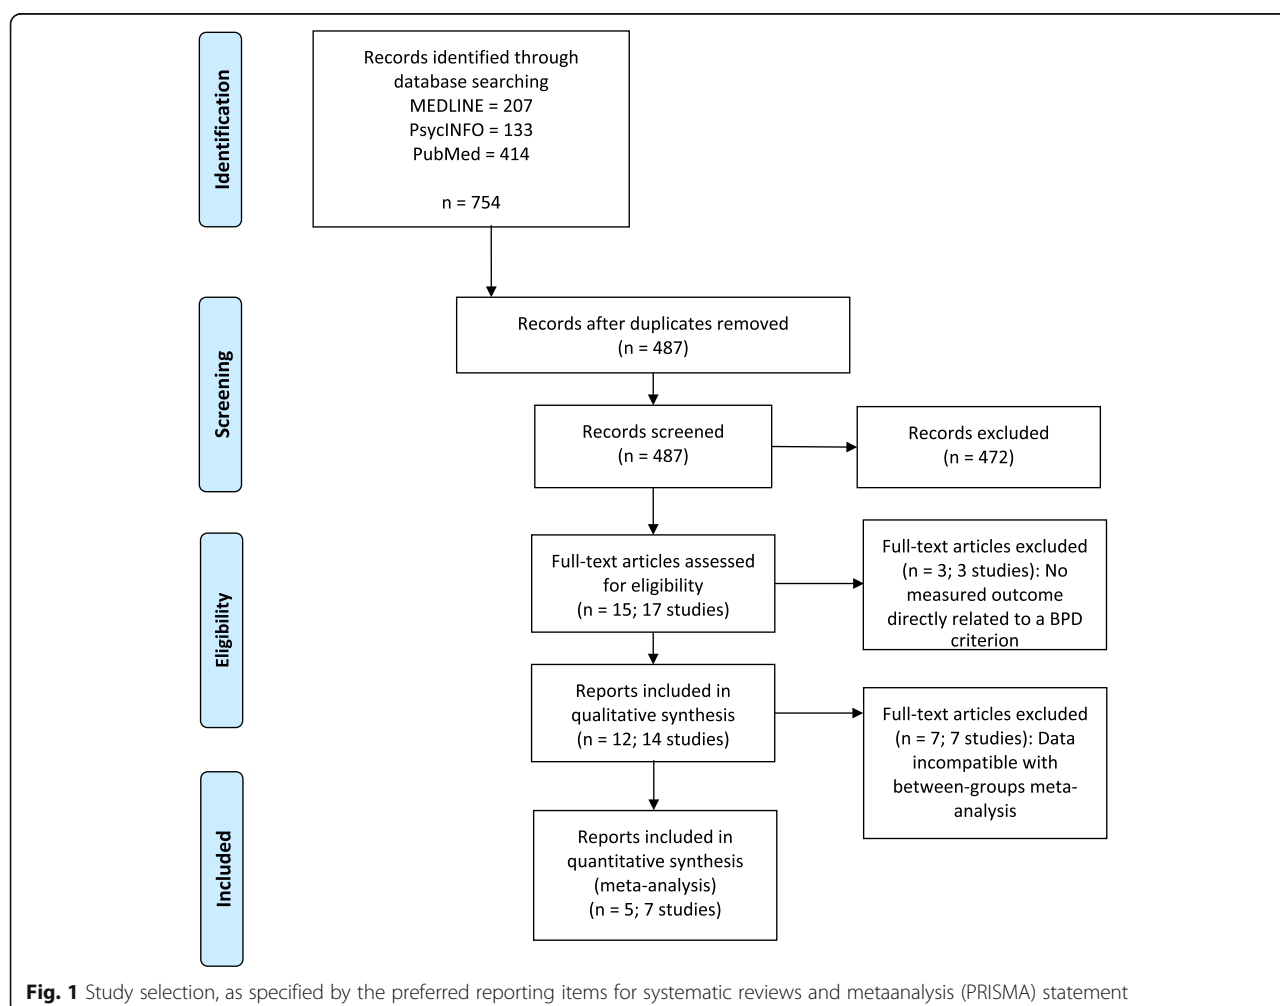 Identification
Records identified through
database searching
MEDLINE = 207
PsycINFO = 133
PubMed = 414
n = 754
Screening
Records after duplicates removed
(n = 487)
Records screened
(n = 487)
Records excluded
(n = 472)
Eligibility
Full-text articles assessed
for eligibility
(n = 15; 17 studies)
Full-text articles excluded
(n = 3; 3 studies): No
measured outcome
directly related to a BPD
criterion
Reports included in
qualitative synthesis
(n = 12; 14 studies)
Full-text articles excluded
(n = 7; 7 studies): Data
incompatible with
between-groups meta-
analysis
Included
Reports included in
quantitative synthesis
(meta-analysis)
(n = 5; 7 studies)
Fig. 1 Study selection, as specified by the preferred reporting items for systematic reviews and metaanalysis (PRISMA) statement